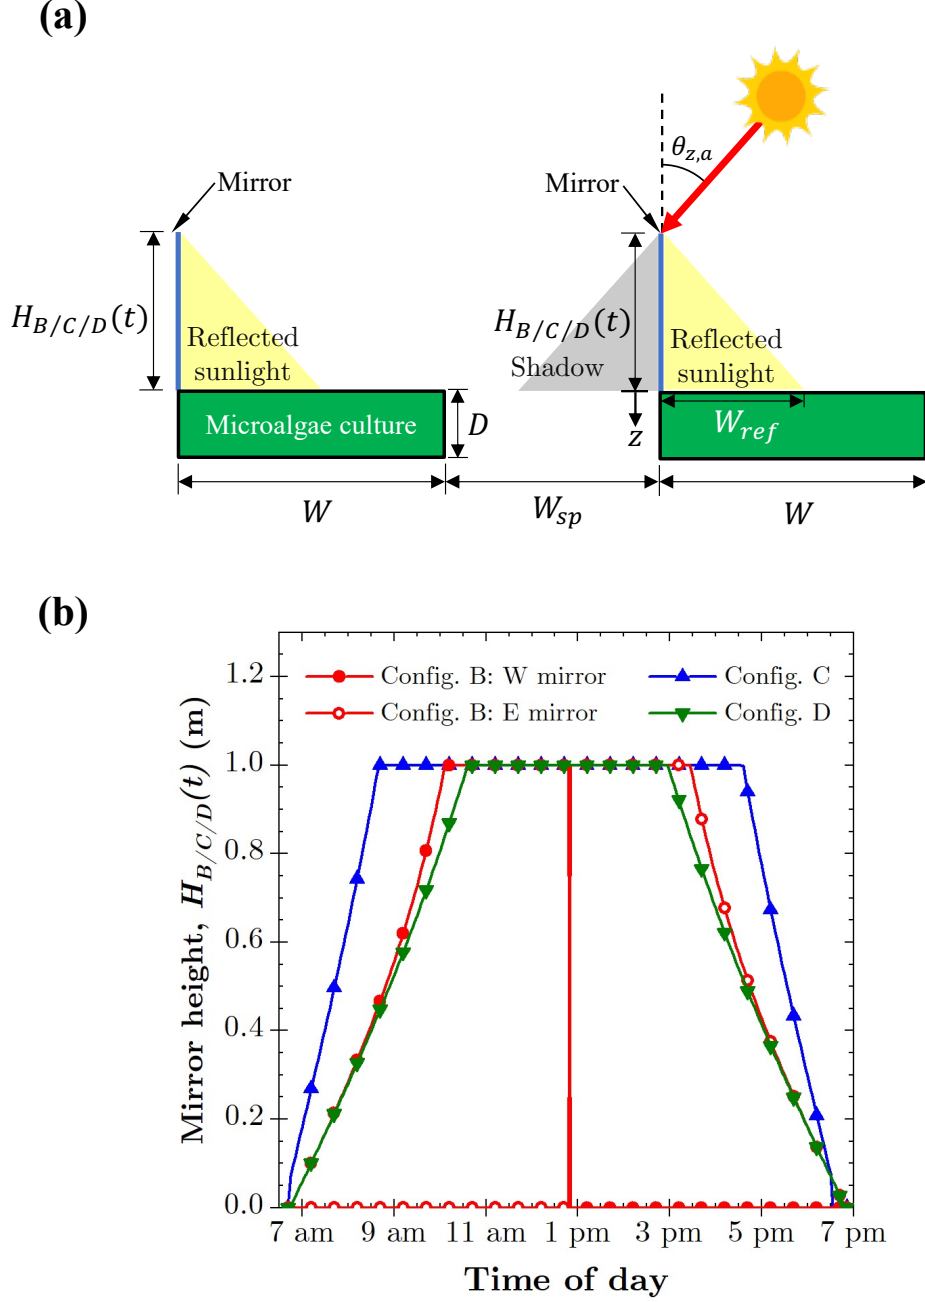 (a)
θz,a
Mirror
Mirror
HB/C/D(t)
HB/C/D(t)
Reflected
sunlight
Shadow
Reflected
sunlight
Microalgae culture
D
z
Wref
W
Wsp
W
(b)
Config. B: W mirror
Config. C
Config. B: E mirror
Config. D
Mirror height, HB/C/D(t) (m)
1.2
1.0
0.8
0.6
0.4
0.2
0.0
7 am
9 am
11 am
1 pm
3 pm
5 pm
7 pm
Time of day